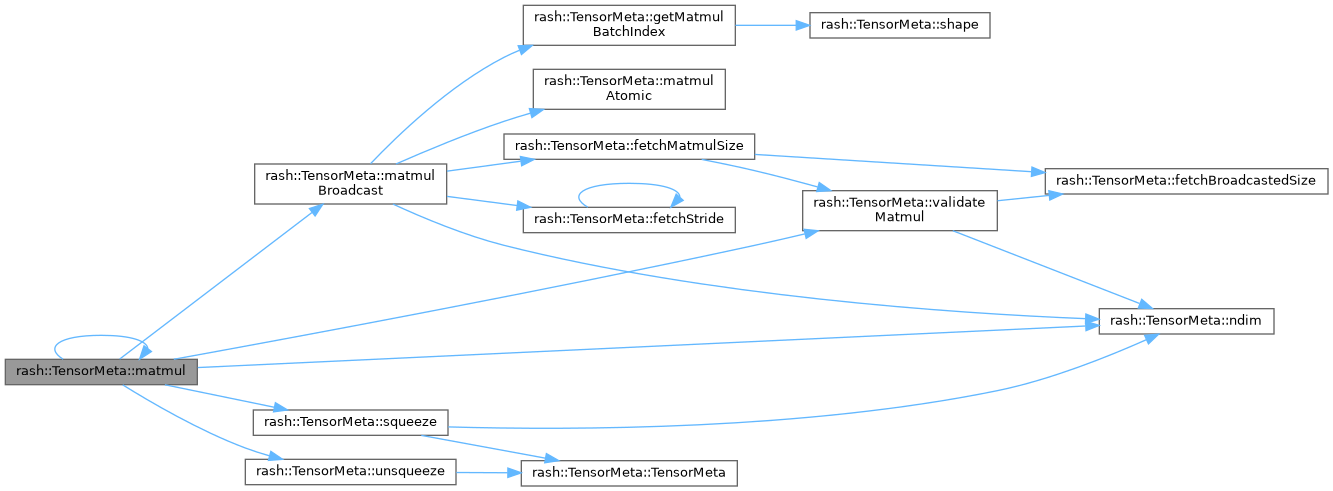 rash::TensorMeta::getMatmul
BatchIndex
rash::TensorMeta::shape
rash::TensorMeta::matmul
Atomic
rash::TensorMeta::fetchMatmulSize
rash::TensorMeta::matmul
Broadcast
rash::TensorMeta::fetchBroadcastedSize
rash::TensorMeta::validate
Matmul
rash::TensorMeta::fetchStride
rash::TensorMeta::ndim
rash::TensorMeta::matmul
rash::TensorMeta::squeeze
rash::TensorMeta::unsqueeze
rash::TensorMeta::TensorMeta